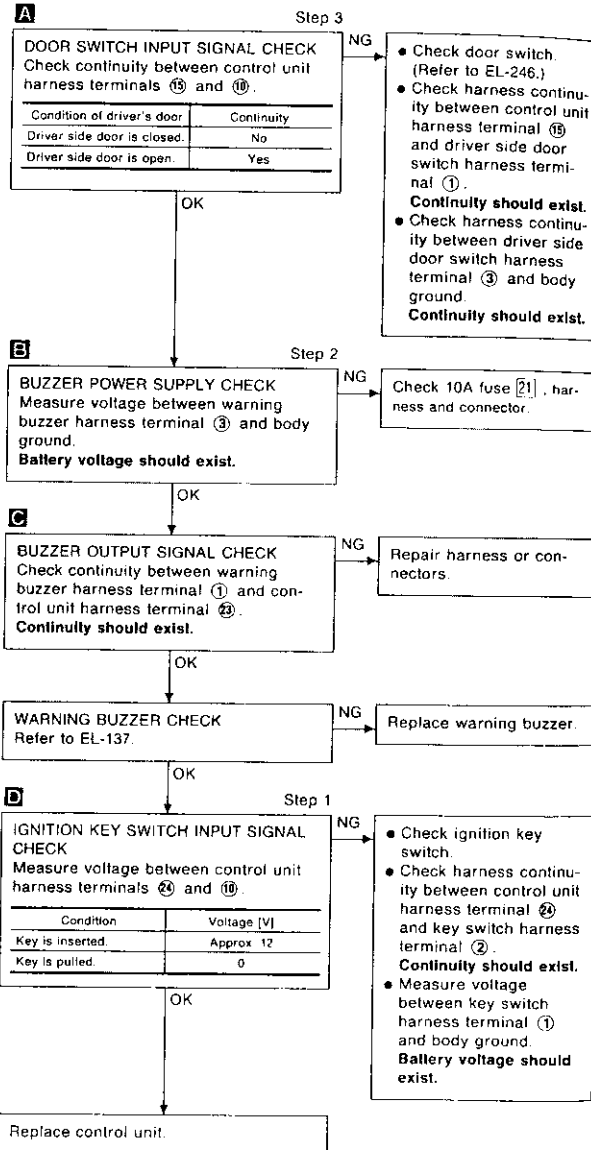 A
Step 3
DOOR SWITCH INPUT SIGNAL CHECK
Check continuity between control unit
harness terminals ⑮ and ⑩.
Condition of driver's door Continuity
Driver side door is closed. No
Driver side door is open. Yes
NG
● Check door switch.
(Refer to EL-246.)
● Check harness continu-
ity between control unit
harness terminal ⑮
and driver side door
switch harness termi-
nal ①.
Continuity should exist.
● Check harness continu-
ity between driver side
door switch harness
terminal ③ and body
ground.
Continuity should exist.
OK
B
Step 2
BUZZER POWER SUPPLY CHECK
Measure voltage between warning
buzzer harness terminal ③ and body
ground.
Battery voltage should exist.
NG
Check 10A fuse 21 , har-
ness and connector.
OK
C
BUZZER OUTPUT SIGNAL CHECK
Check continuity between warning
buzzer harness terminal ① and con-
trol unit harness terminal ㉓.
Continuity should exist.
NG
Repair harness or con-
nectors.
OK
WARNING BUZZER CHECK
Refer to EL-137.
NG
Replace warning buzzer.
OK
D
Step 1
IGNITION KEY SWITCH INPUT SIGNAL
CHECK
Measure voltage between control unit
harness terminals ㉔ and ⑩.
Condition Voltage [V]
Key is inserted. Approx 12
Key is pulled. 0
NG
● Check ignition key
switch.
● Check harness continu-
ity between control unit
harness terminal ㉔
and key switch harness
terminal ②.
Continuity should exist.
● Measure voltage
between key switch
harness terminal ①
and body ground.
Battery voltage should
exist.
OK
Replace control unit.